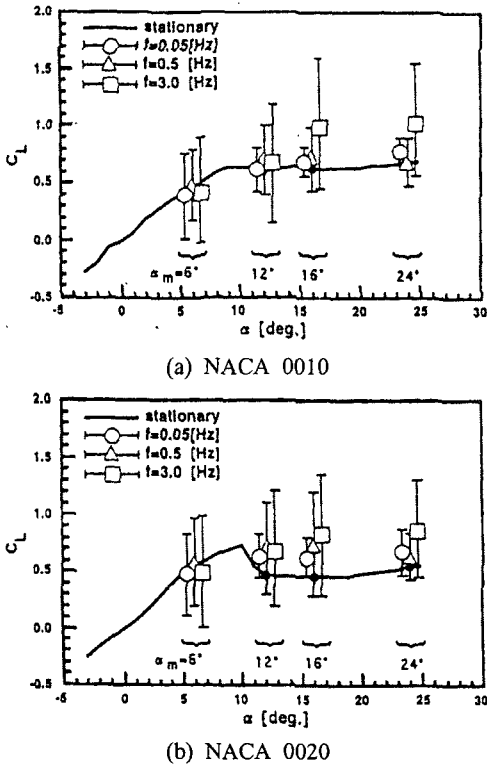 2.0
stationary
f=0.05[Hz]
1.5
f=0.5 [Hz]
f=3.0 [Hz]
1.0
C_L
0.5
0.0
α_m=6° 12° 16° 24°
-0.5
-5 0 5 10 15 20 25 30
α [deg.]
(a) NACA 0010
2.0
stationary
f=0.05[Hz]
1.5
f=0.5 [Hz]
f=3.0 [Hz]
1.0
C_L
0.5
0.0
α_m=6° 12° 16° 24°
-0.5
-5 0 5 10 15 20 25 30
α [deg.]
(b) NACA 0020